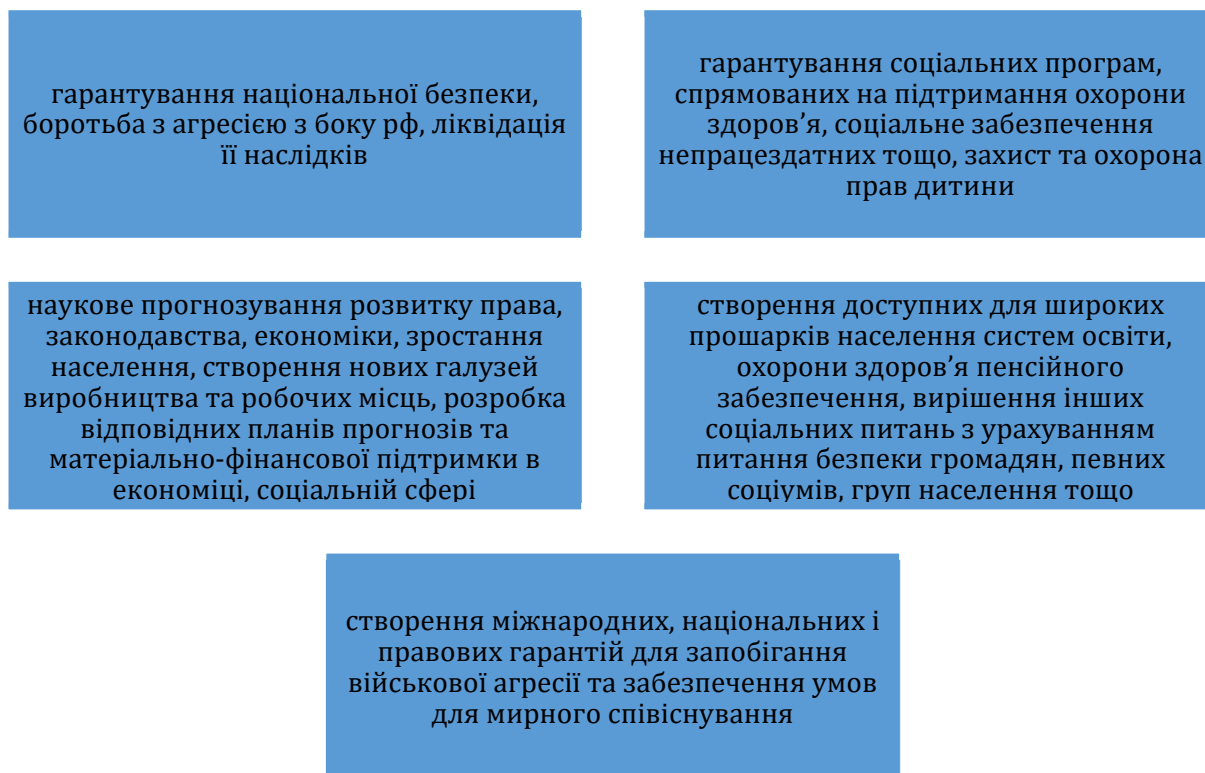 гарантування національної безпеки,
боротьба з агресією з боку рф, ліквідація
її наслідків
гарантування соціальних програм,
спрямованих на підтримання охорони
здоров’я, соціальне забезпечення
непрацездатних тощо, захист та охорона
прав дитини
наукове прогнозування розвитку права,
законодавства, економіки, зростання
населення, створення нових галузей
виробництва та робочих місць, розробка
відповідних планів прогнозів та
матеріально-фінансової підтримки в
економіці, соціальній сфері
створення доступних для широких
прошарків населення систем освіти,
охорони здоров’я пенсійного
забезпечення, вирішення інших
соціальних питань з урахуванням
питання безпеки громадян, певних
соціумів, груп населення тощо
створення міжнародних, національних і
правових гарантій для запобігання
військової агресії та забезпечення умов
для мирного співіснування